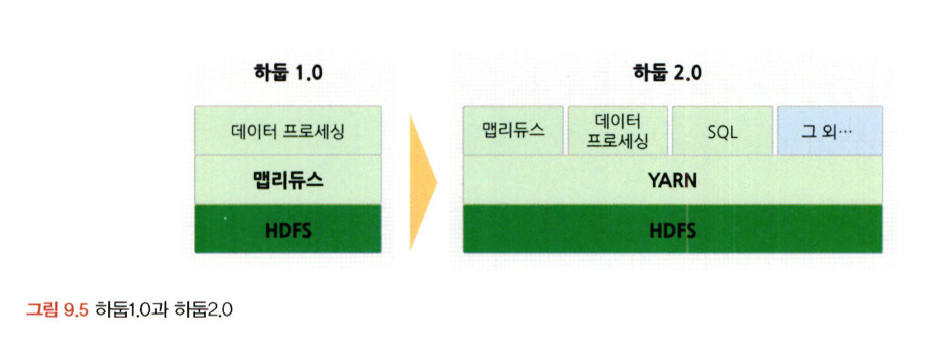 하둡 1.0
데이터 프로세싱
맵리듀스
HDFS
하둡 2.0
맵리듀스
데이터
프로세싱
SQL
그 외…
YARN
HDFS
그림 9.5 하둡1.0과 하둡2.0